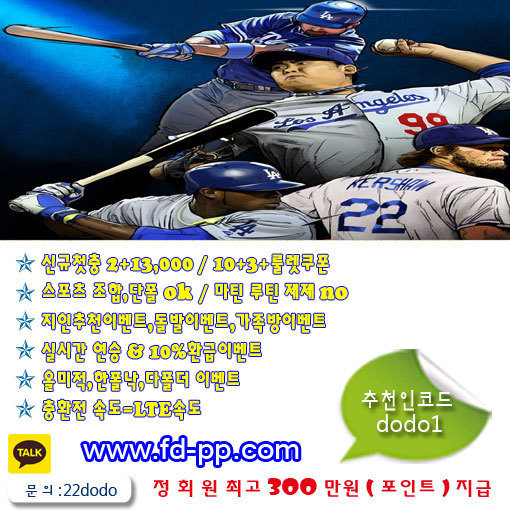 Los Angeles
99
KERSHAW
22
LA
신규첫충 2+13,000 / 10+3+룰렛쿠폰
스포츠 조합,단폴 ok / 마틴 루틴 제제 no
지인추천이벤트,돌발이벤트,가족방이벤트
실시간 연승 & 10%환급이벤트
올미적,한폴낙,다폴더 이벤트
충환전 속도=LTE속도
추천인코드
dodo1
TALK
www.fd-pp.com
문 의 :22dodo
정 회 원 최고 300 만원 ( 포인트 ) 지급